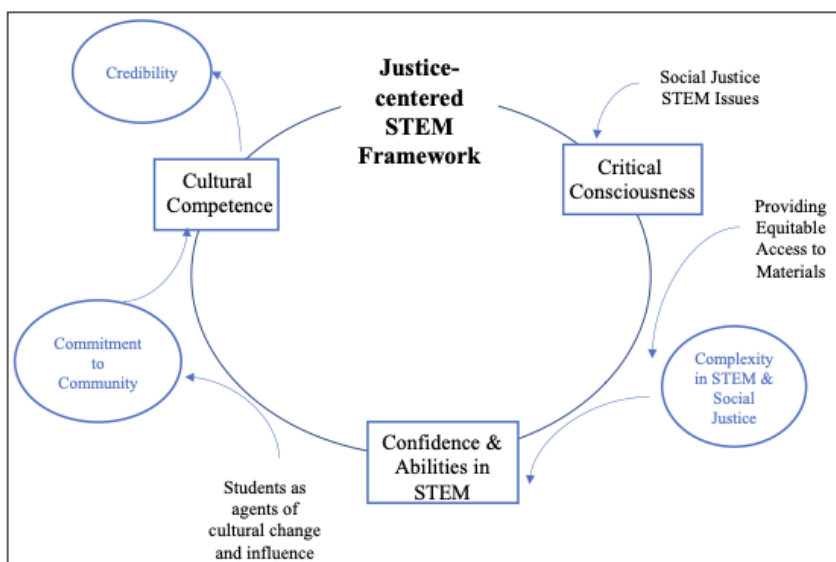 Credibility
Justice-
centered
STEM
Framework
Social Justice
STEM Issues
Cultural
Competence
Critical
Consciousness
Providing
Equitable
Access to
Materials
Commitment
to
Community
Complexity
in STEM &
Social
Justice
Confidence &
Abilities in
STEM
Students as
agents of
cultural change
and influence